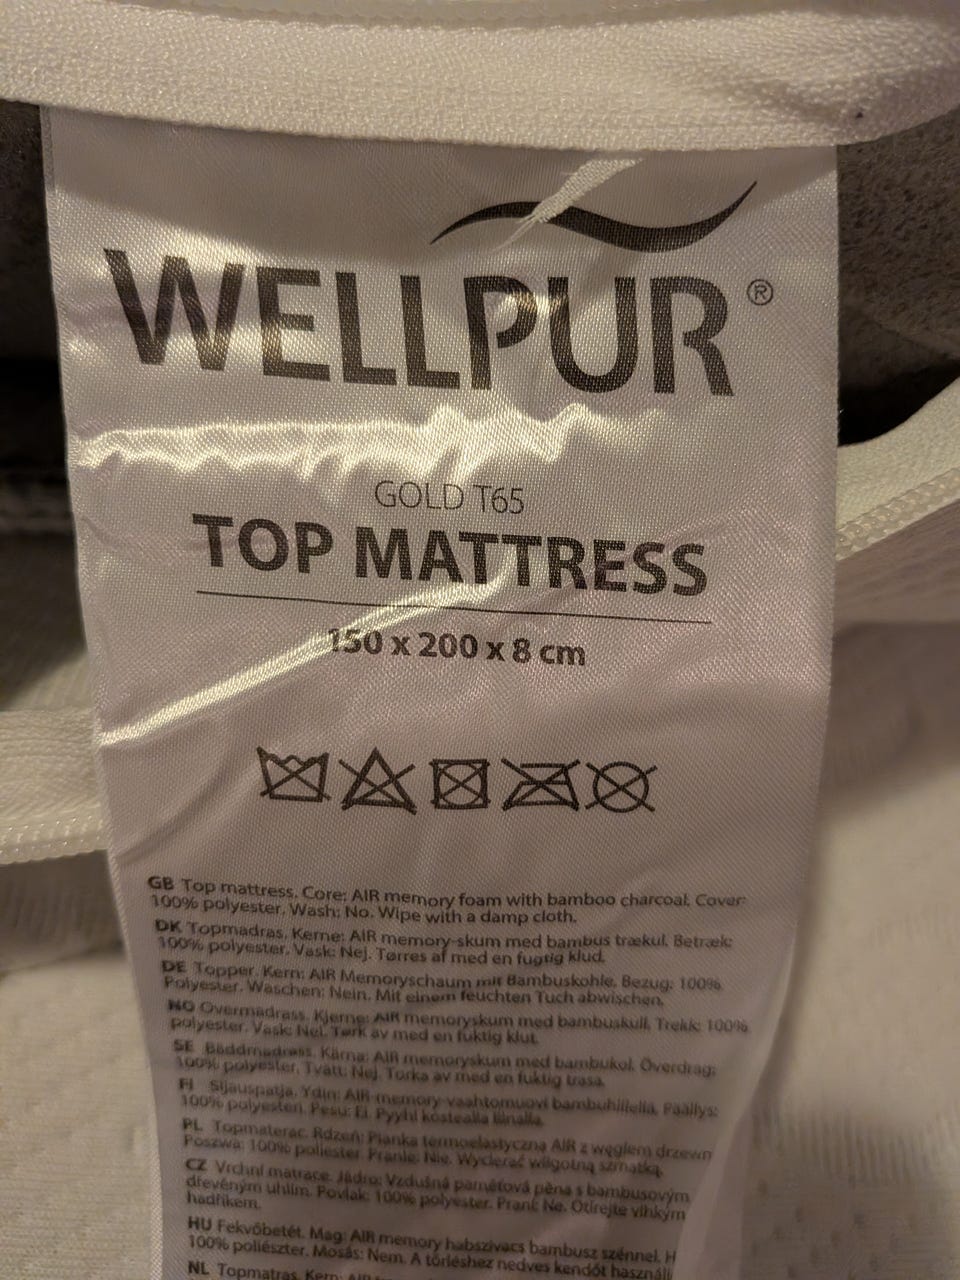 WELLPUR®
GOLD T65
TOP MATTRESS
150 x 200 x 8 cm
GB Top mattress. Core: AIR memory foam with bamboo charcoal. Cover:
100% polyester. Wash: No. Wipe with a damp cloth.
DK Topmadras. Kerne: AIR memory-skum med bambus trækul. Betræk:
100% polyester. Vask: Nej. Tørres af med en fugtig klud.
DE Topper. Kern: AIR Memoryschaum mit Bambuskohle. Bezug: 100%
Polyester. Waschen: Nein. Mit einem feuchten Tuch abwischen.
NO Overmadrass. Kjerne: AIR memoryskum med bambuskull. Trekk: 100%
polyester. Vask: Nei. Tørk av med en fuktig klut.
SE Bäddmadrass. Kärna: AIR memoryskum med bambukol. Överdrag:
100% polyester. Tvätt: Nej. Torka av med en fuktig trasa.
FI Sijauspatja. Ydin: AIR-memory-vaahtomuovi bambuhiilellä. Päällys:
100% polyesteri. Pesu: Ei. Pyyhi kostealla liinalla.
PL Topmaterac. Rdzeń: Pianka termoelastyczna AIR z węglem drzewn
Poszwa: 100% poliester. Pranie: Nie. Wycierać wilgotną szmatką.
CZ Vrchní matrace. Jádro: Vzdušná paměťová pěna s bambusovým
dřevěným uhlím. Povlak: 100% polyester. Praní: Ne. Otírejte vlhkým
hadříkem.
HU Fekvőbetét. Mag: AIR memory habszivacs bambusz szénnel. H
100% poliészter. Mosás: Nem. A törléshez nedves kendőt használj
NL Topmatras. Kern: AIR